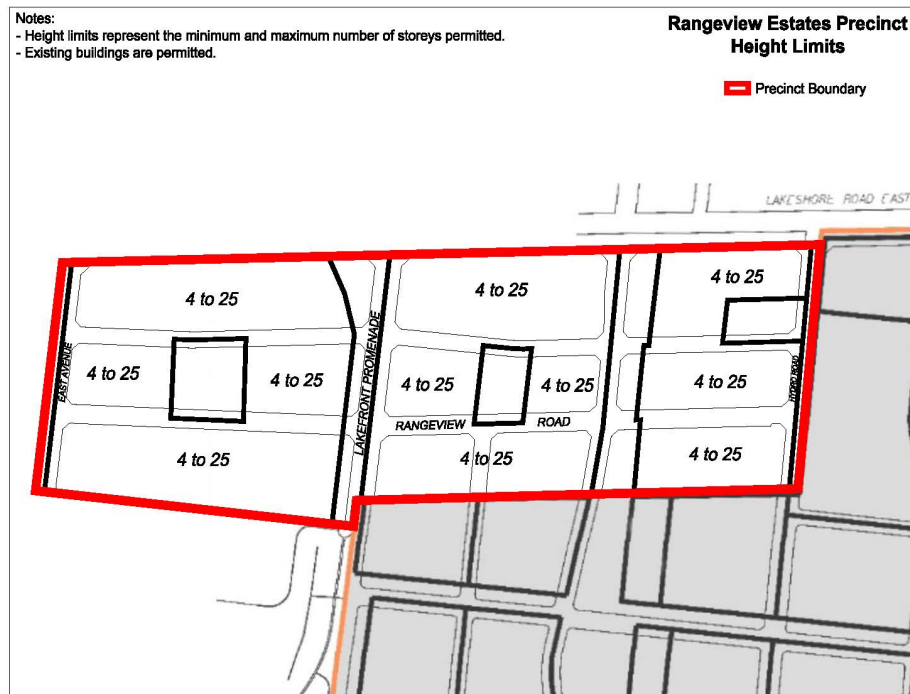 Notes:
- Height limits represent the minimum and maximum number of storeys permitted.
- Existing buildings are permitted.
Rangeview Estates Precinct
Height Limits
Precinct Boundary
LAKESHORE ROAD EAST
4 to 25
4 to 25
4 to 25
EAST AVENUE
4 to 25
4 to 25
LAKEFRONT PROMENADE
4 to 25
4 to 25
4 to 25
HYDRO ROAD
RANGEVIEW ROAD
4 to 25
4 to 25
4 to 25